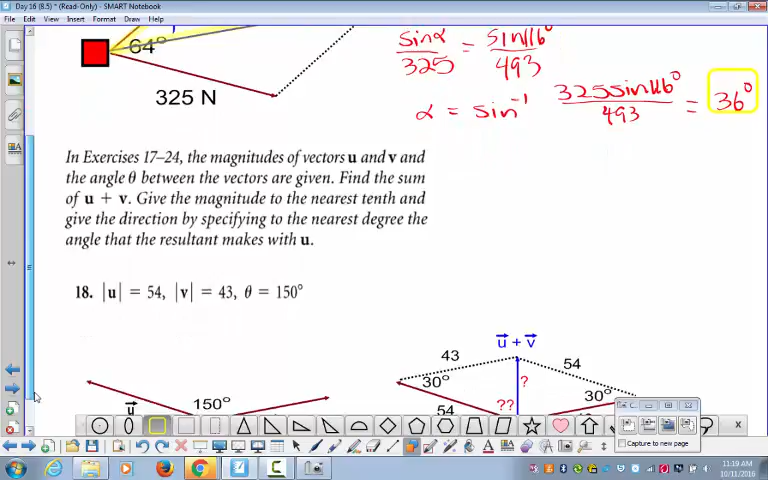 Day 16 (8.5) * (Read-Only) - SMART Notebook
File Edit View Insert Format Draw Help
64°
325 N
sinα = sin116°
325 493
α = sin⁻¹ 325sin116° = 36°
493
In Exercises 17–24, the magnitudes of vectors u and v and
the angle θ between the vectors are given. Find the sum
of u + v. Give the magnitude to the nearest tenth and
give the direction by specifying to the nearest degree the
angle that the resultant makes with u.
18. |u| = 54, |v| = 43, θ = 150°
u + v
43
54
30°
?
30°
u
150°
??
54
Capture to new page
11:19 AM
10/11/2016